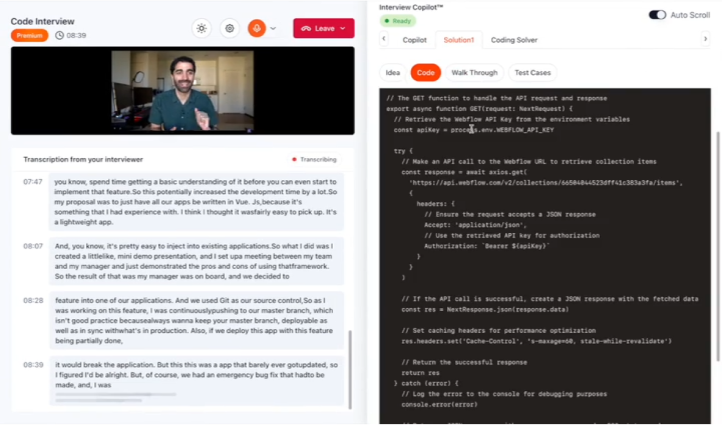 Code Interview
Premium
08:39
Leave
Transcription from your interviewer
Transcribing
07:47
you know, spend time getting a basic understanding of it before you can even start to
implement that feature.So this potentially increased the development time by a lot.So
my proposal was to just have all our apps be written in Vue. Js,because it's
something that I had experience with. I think I thought it wasfairly easy to pick up. It's
a lightweight app.
08:07
And, you know, it's pretty easy to inject into existing applications.So what I did was I
created a littlelike, mini demo presentation, and I set upa meeting between my team
and my manager and just demonstrated the pros and cons of using thatframework.
So the result of that was my manager was on board, and we decided to
08:28
feature into one of our applications. And we used Git as our source control,So as I
was working on this feature, I was continuouslypushing to our master branch, which
isn't good practice becausealways wanna keep your master branch, deployable as
well as in sync withwhat's in production. Also, if we deploy this app with this feature
being partially done,
08:39
it would break the application. But this this was a app that barely ever gotupdated, so
I figured I'd be alright. But, of course, we had an emergency bug fix that hadto be
made, and, I was
Interview Copilot™
Ready
Auto Scroll
Copilot
Solution1
Coding Solver
Idea
Code
Walk Through
Test Cases
// The GET function to handle the API request and response
export async function GET(request: NextRequest) {
// Retrieve the Webflow API Key from the environment variables
const apiKey = process.env.WEBFLOW_API_KEY
try {
// Make an API call to the Webflow URL to retrieve collection items
const response = await axios.get(
'https://api.webflow.com/v2/collections/66504044523dff41c383a3fa/items',
{
headers: {
// Ensure the request accepts a JSON response
Accept: 'application/json',
// Use the retrieved API key for authorization
Authorization: `Bearer ${apiKey}`
}
}
)
// If the API call is successful, create a JSON response with the fetched data
const res = NextResponse.json(response.data)
// Set caching headers for performance optimization
res.headers.set('Cache-Control', 's-maxage=60, stale-while-revalidate')
// Return the successful response
return res
} catch (error) {
// Log the error to the console for debugging purposes
console.error(error)